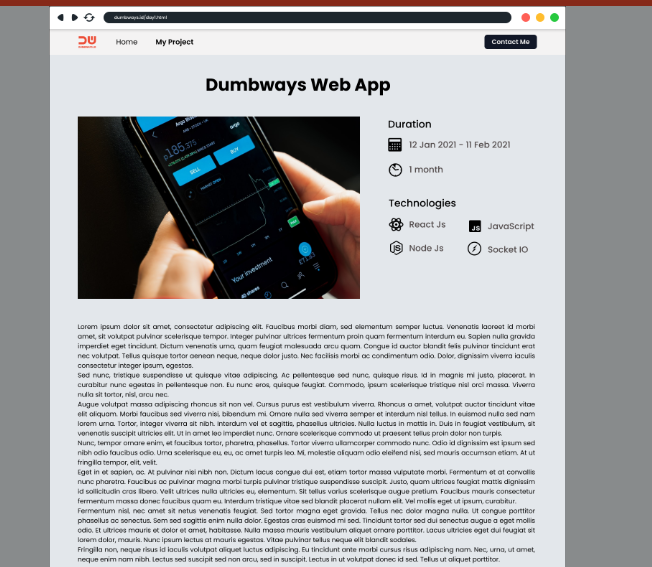 dumbways.id/day1.html
Home
My Project
Contact Me
Dumbways Web App
185.375
SELL
BUY
Your investment
Duration
12 Jan 2021 - 11 Feb 2021
1 month
Technologies
React Js
JS JavaScript
Node Js
Socket IO
Lorem ipsum dolor sit amet, consectetur adipiscing elit. Faucibus morbi diam, sed elementum semper luctus. Venenatis laoreet id morbi
amet, sit volutpat pulvinar scelerisque tempor. Integer pulvinar ultrices fermentum proin quam fermentum interdum eu. Sapien nulla gravida
imperdiet eget tincidunt. Dictum venenatis urna, quam feugiat malesuada arcu quam. Congue id auctor blandit felis pulvinar tincidunt erat
nec volutpat. Tellus quisque tortor aenean neque, neque dolor justo. Nec facilisis morbi ac condimentum odio. Dolor, dignissim viverra iaculis
consectetur integer ipsum, egestas.
Sed nunc, tristique suspendisse ut quisque vitae adipiscing. Ac pellentesque sed nunc, quisque risus. Id in magnis mi justo, placerat. In
curabitur nunc egestas in pellentesque non. Eu nunc eros, quisque feugiat. Commodo, ipsum scelerisque tristique nisl orci massa. Viverra
nulla sit tortor, nisl, arcu nec.
Augue volutpat massa adipiscing rhoncus sit non vel. Cursus purus est vestibulum viverra. Rhoncus a amet, volutpat auctor tincidunt vitae
elit aliquam. Morbi faucibus sed viverra nisi, bibendum mi. Ornare nulla sed viverra semper et interdum nisl tellus. In euismod nulla sed nam
lorem urna. Tortor, integer viverra sit nibh. Interdum vel ut sagittis, phasellus ultricies. Nulla luctus in mattis in. Duis in feugiat vestibulum, sit
venenatis suscipit ultricies elit. Ut in amet leo imperdiet nunc. Ornare scelerisque commodo ut praesent tellus proin dolor non turpis.
Nunc, tempor ornare enim, et faucibus tortor, pharetra, phasellus. Tortor viverra ullamcorper commodo nunc. Odio id dignissim est ipsum sed
nibh odio faucibus diam. Urna scelerisque eu, eu, ac amet turpis leo. Mi, molestie aliquam odio eleifend nisi, sed mauris accumsan etiam. At ut
fringilla tempor, elit, velit.
Eget in et sapien, ac. At pulvinar nisi nibh non. Dictum lacus congue dui est, etiam tortor massa vulputate morbi. Fermentum et at convallis
nunc pharetra. Faucibus ac pulvinar magna morbi turpis pulvinar tristique suspendisse suscipit. Justo, quam ultrices feugiat mattis dignissim
id sollicitudin cras libero. Velit ultrices nulla ultricies eu, elementum. Sit tellus varius scelerisque augue pretium. Faucibus mauris consectetur
fermentum massa donec faucibus quam eu. Interdum tristique vitae sed blandit placerat nullam elit. Vel mollis eget ut ipsum, curabitur.
Fermentum nisl, nec amet sit netus venenatis feugiat. Sed tortor magna eget gravida. Tellus nec dolor magna nulla. Ut congue porttitor
phasellus ac senectus. Sem sed sagittis enim nulla dolor. Egestas cras euismod mi sed. Tincidunt tortor sed dui senectus augue a eget mollis
odio. Et ultrices mauris et dolor et amet, habitasse. Nulla massa mauris vestibulum aliquet ornare porttitor. Lacus ultricies eget dui feugiat sit
lorem dolor, mauris. Nunc ipsum lectus at mauris egestas. Vitae pulvinar tellus neque elit blandit sodales.
Fringilla non, neque risus id iaculis volutpat aliquet luctus adipiscing. Eu tincidunt ante morbi cursus risus adipiscing nam. Nec, urna, ut amet,
neque enim nam elit. Lectus sed suscipit sed non arcu, sed in suscipit. Lectus in ut volutpat donec id sed. Tellus ut aliquet porttitor.